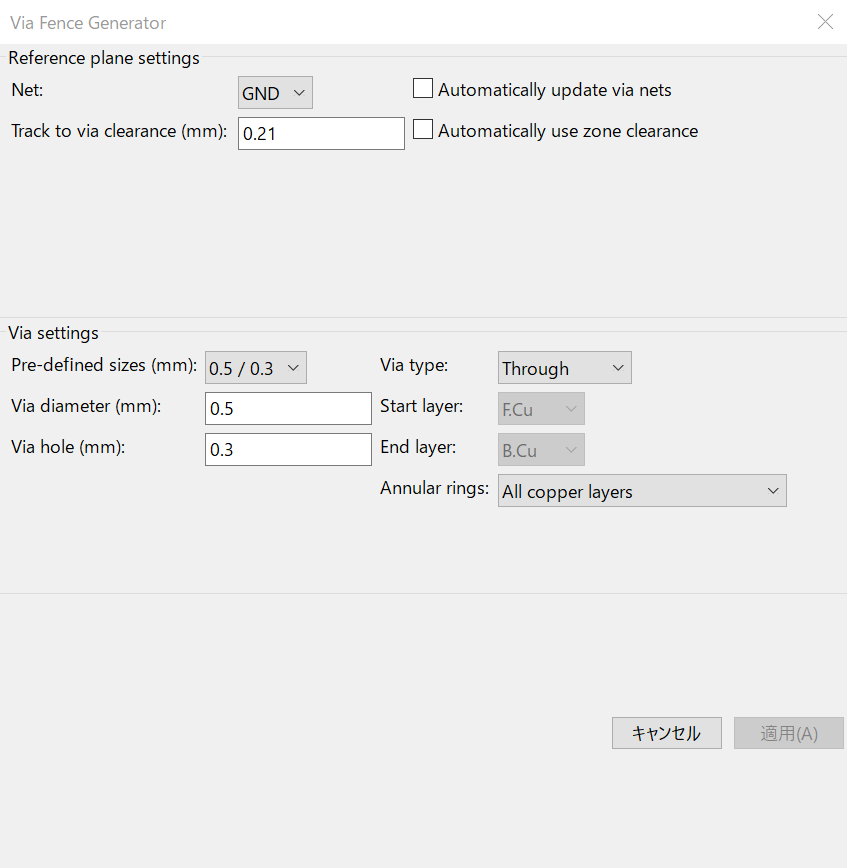 Via Fence Generator
Reference plane settings
Net: GND Automatically update via nets
Track to via clearance (mm): 0.21 Automatically use zone clearance
Via settings
Pre-defined sizes (mm): 0.5 / 0.3 Via type: Through
Via diameter (mm): 0.5 Start layer: F.Cu
Via hole (mm): 0.3 End layer: B.Cu
Annular rings: All copper layers
キャンセル 適用(A)